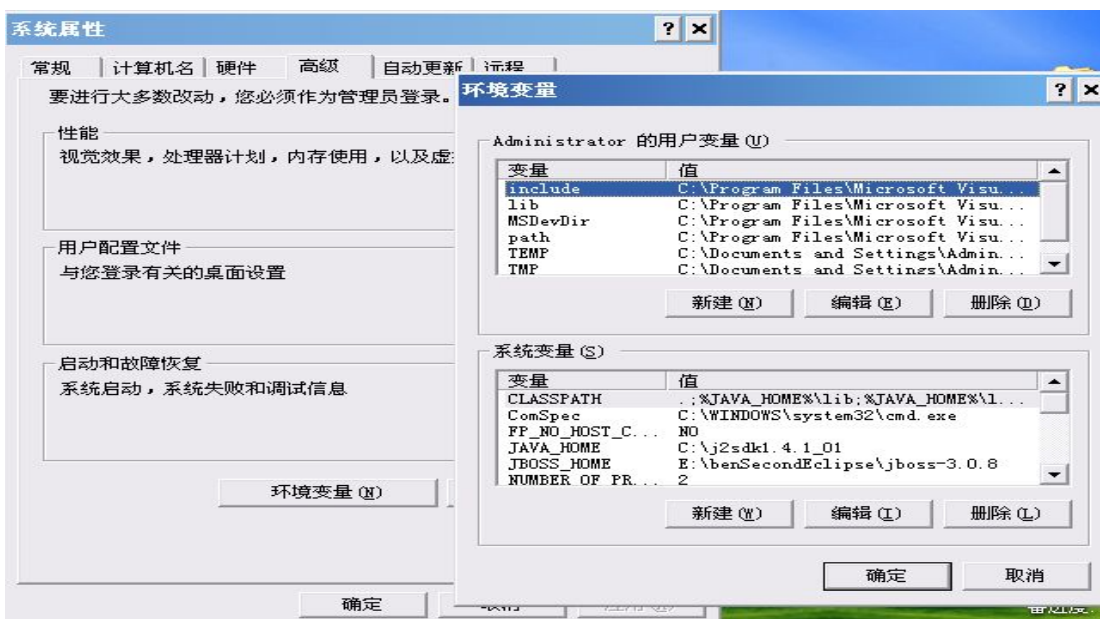 系统属性
常规 计算机名 硬件 高级 自动更新 远程
要进行大多数改动，您必须作为管理员登录。
性能
视觉效果，处理器计划，内存使用，以及虚
用户配置文件
与您登录有关的桌面设置
启动和故障恢复
系统启动，系统失败和调试信息
环境变量(N)
确定
取消
环境变量
Administrator 的用户变量(U)
变量 值
include C:\Program Files\Microsoft Visu...
lib C:\Program Files\Microsoft Visu...
MSDevDir C:\Program Files\Microsoft Visu...
path C:\Program Files\Microsoft Visu...
TEMP C:\Documents and Settings\Admin...
TMP C:\Documents and Settings\Admin...
新建(N) 编辑(E) 删除(D)
系统变量(S)
变量 值
CLASSPATH .;%JAVA_HOME%\lib;%JAVA_HOME%\l...
ComSpec C:\WINDOWS\system32\cmd.exe
FP_NO_HOST_C... NO
JAVA_HOME C:\j2sdk1.4.1_01
JBOSS_HOME E:\benSecondEclipse\jboss-3.0.8
NUMBER_OF_PR... 2
新建(W) 编辑(I) 删除(L)
确定 取消